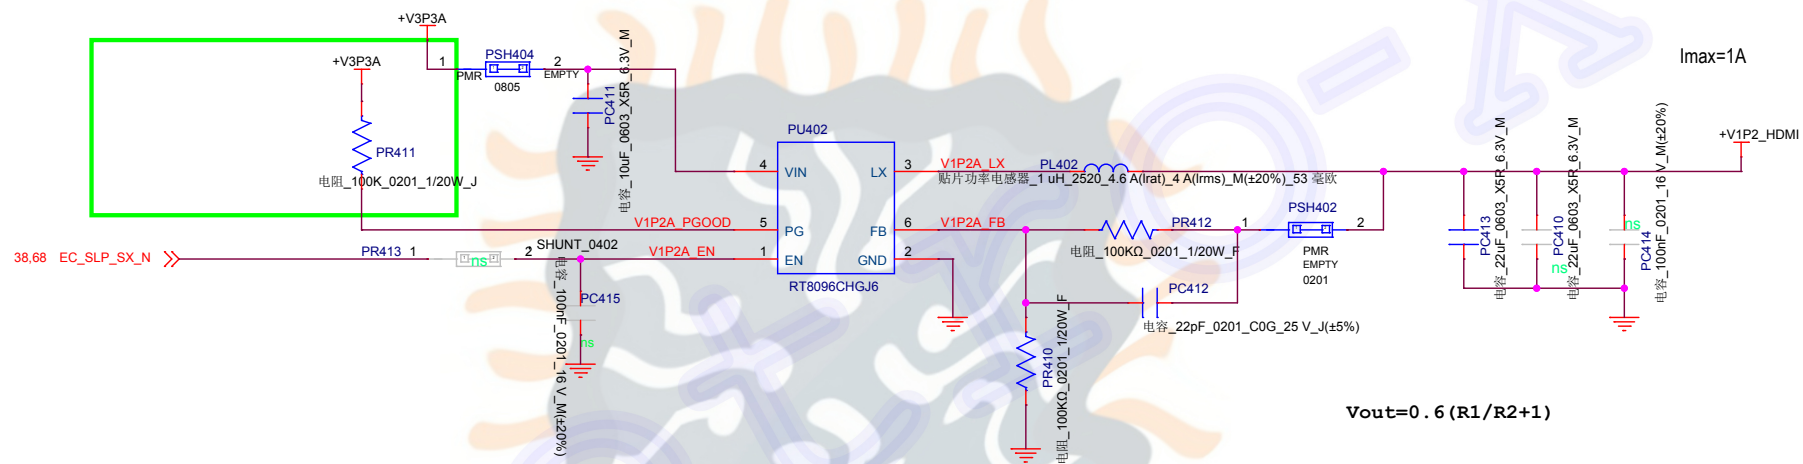 +V3P3A
Imax=1A
PSH404
1
2
PMR
EMPTY
0805
+V3P3A
PR411
电阻_100K_0201_1/20W_J
PC411
电容_10uF_0603_X5R_6.3V_M
PU402
4
VIN
LX
3
V1P2A_LX
PL402
贴片功率电感器_1 uH_2520_4.6 A(Irat)_4 A(Irms)_M(±20%)_53 毫欧
+V1P2_HDMI
V1P2A_PGOOD
5
PG
FB
6
V1P2A_FB
PR412
电阻_100KΩ_0201_1/20W_F
1
PSH402
2
PMR
EMPTY
0201
38,68 EC_SLP_SX_N
PR413
1
ns
2
SHUNT_0402
V1P2A_EN
1
EN
GND
2
RT8096CHGJ6
PC415
电容_100nF_0201_16 V_M(±20%)
ns
PC412
电容_22pF_0201_C0G_25 V_J(±5%)
PR410
电阻_100KΩ_0201_1/20W_F
PC413
电容_22uF_0603_X5R_6.3V_M
PC410
电容_22uF_0603_X5R_6.3V_M
ns
ns
PC414
电容_100nF_0201_16 V_M(±20%)
Vout=0.6(R1/R2+1)